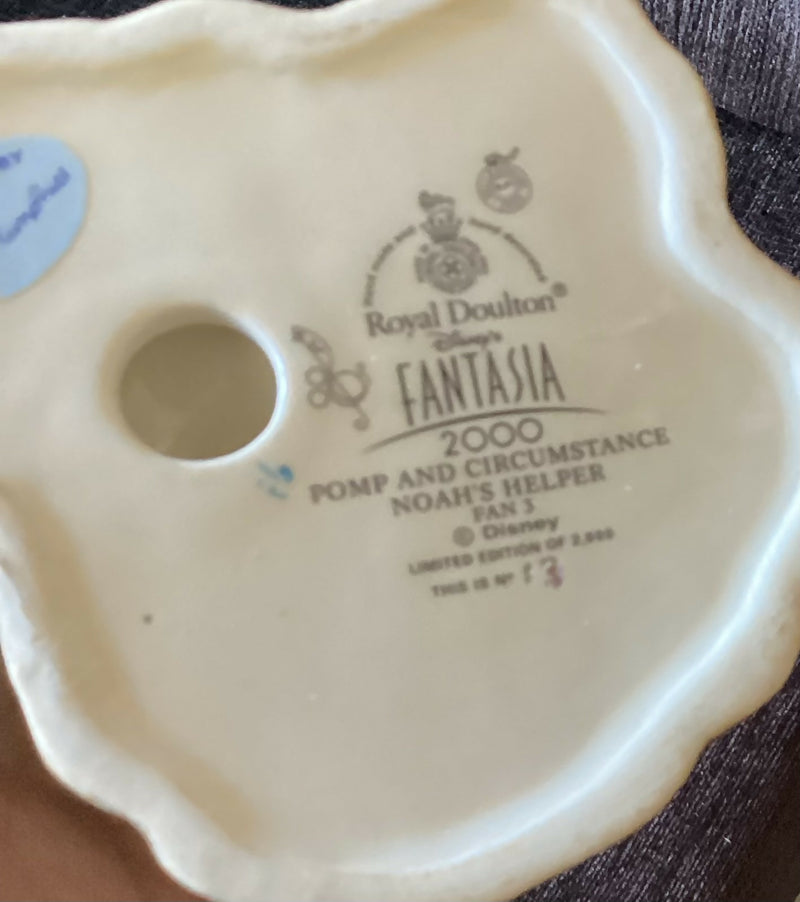 Royal Doulton®
Disney's
FANTASIA
2000
POMP AND CIRCUMSTANCE
NOAH'S HELPER
FAN 3
© Disney
LIMITED EDITION OF 2,000
THIS IS Nº